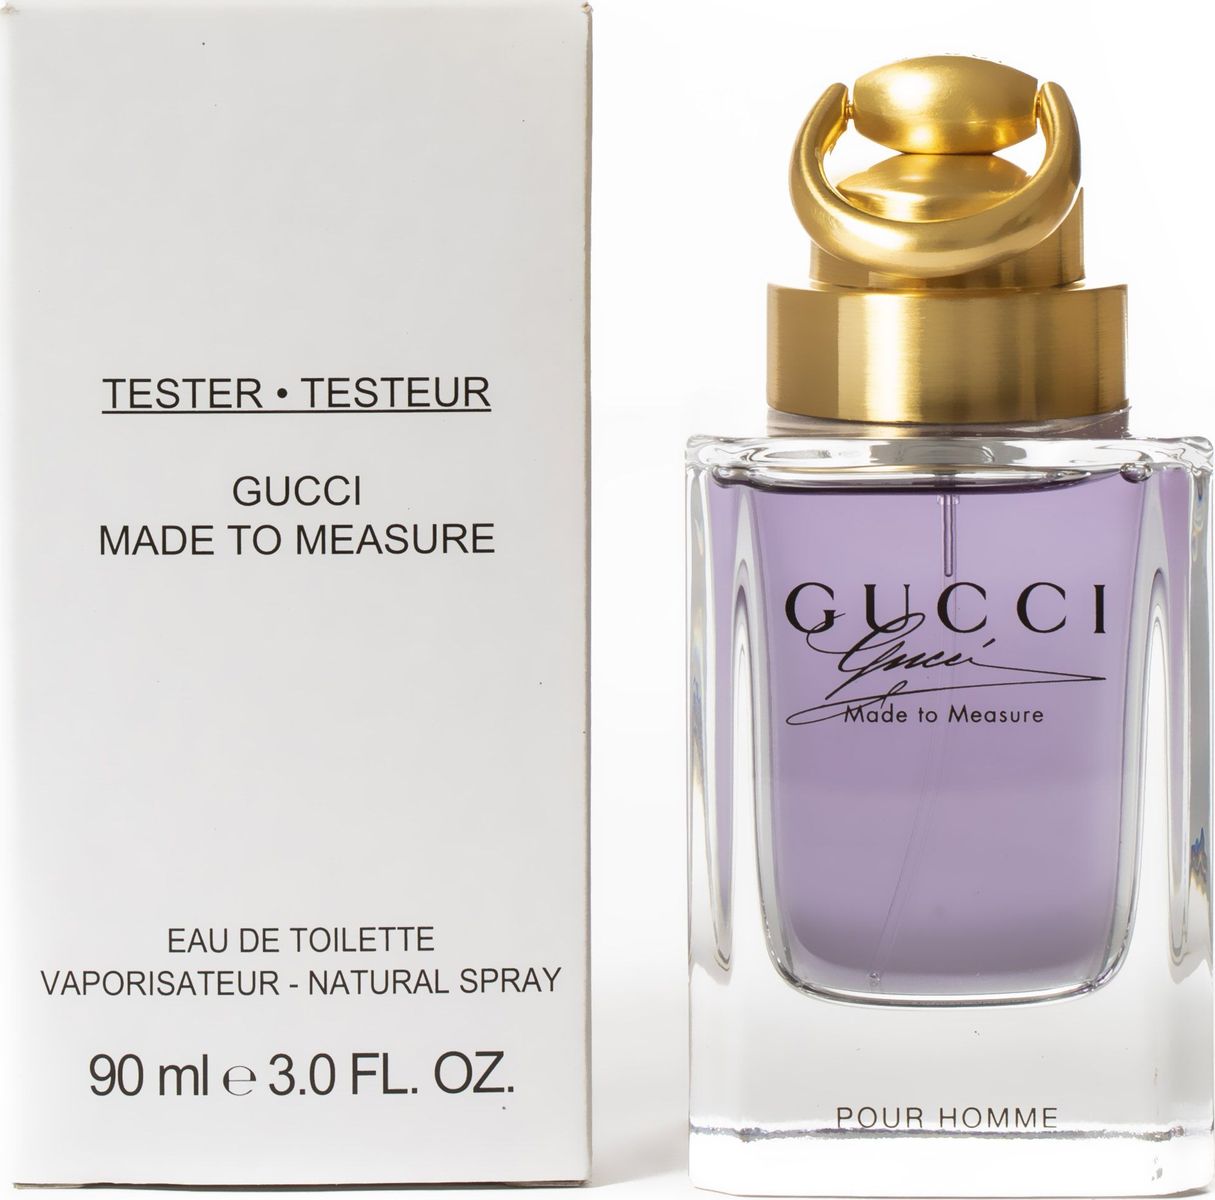 TESTER • TESTEUR
GUCCI
MADE TO MEASURE
EAU DE TOILETTE
VAPORISATEUR - NATURAL SPRAY
90 ml ℮ 3.0 FL. OZ.
GUCCI
Gucci
Made to Measure
POUR HOMME